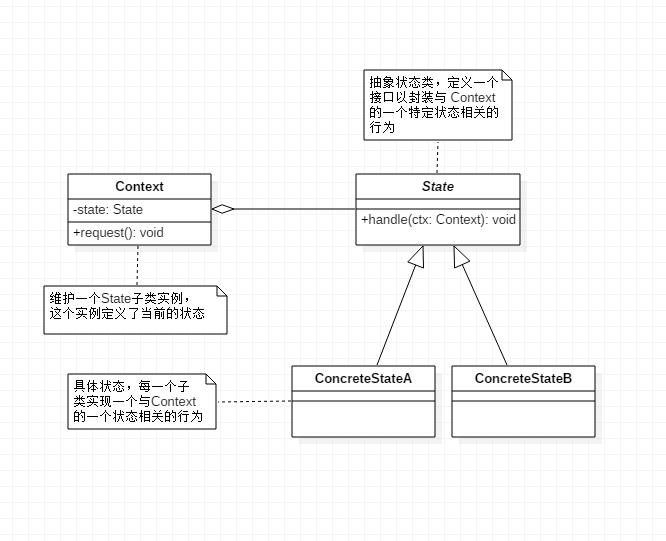 抽象状态类，定义一个
接口以封装与 Context
的一个特定状态相关的
行为
Context
-state: State
+request(): void
State
+handle(ctx: Context): void
维护一个State子类实例，
这个实例定义了当前的状态
具体状态，每一个子
类实现一个与Context
的一个状态相关的行为
ConcreteStateA
ConcreteStateB